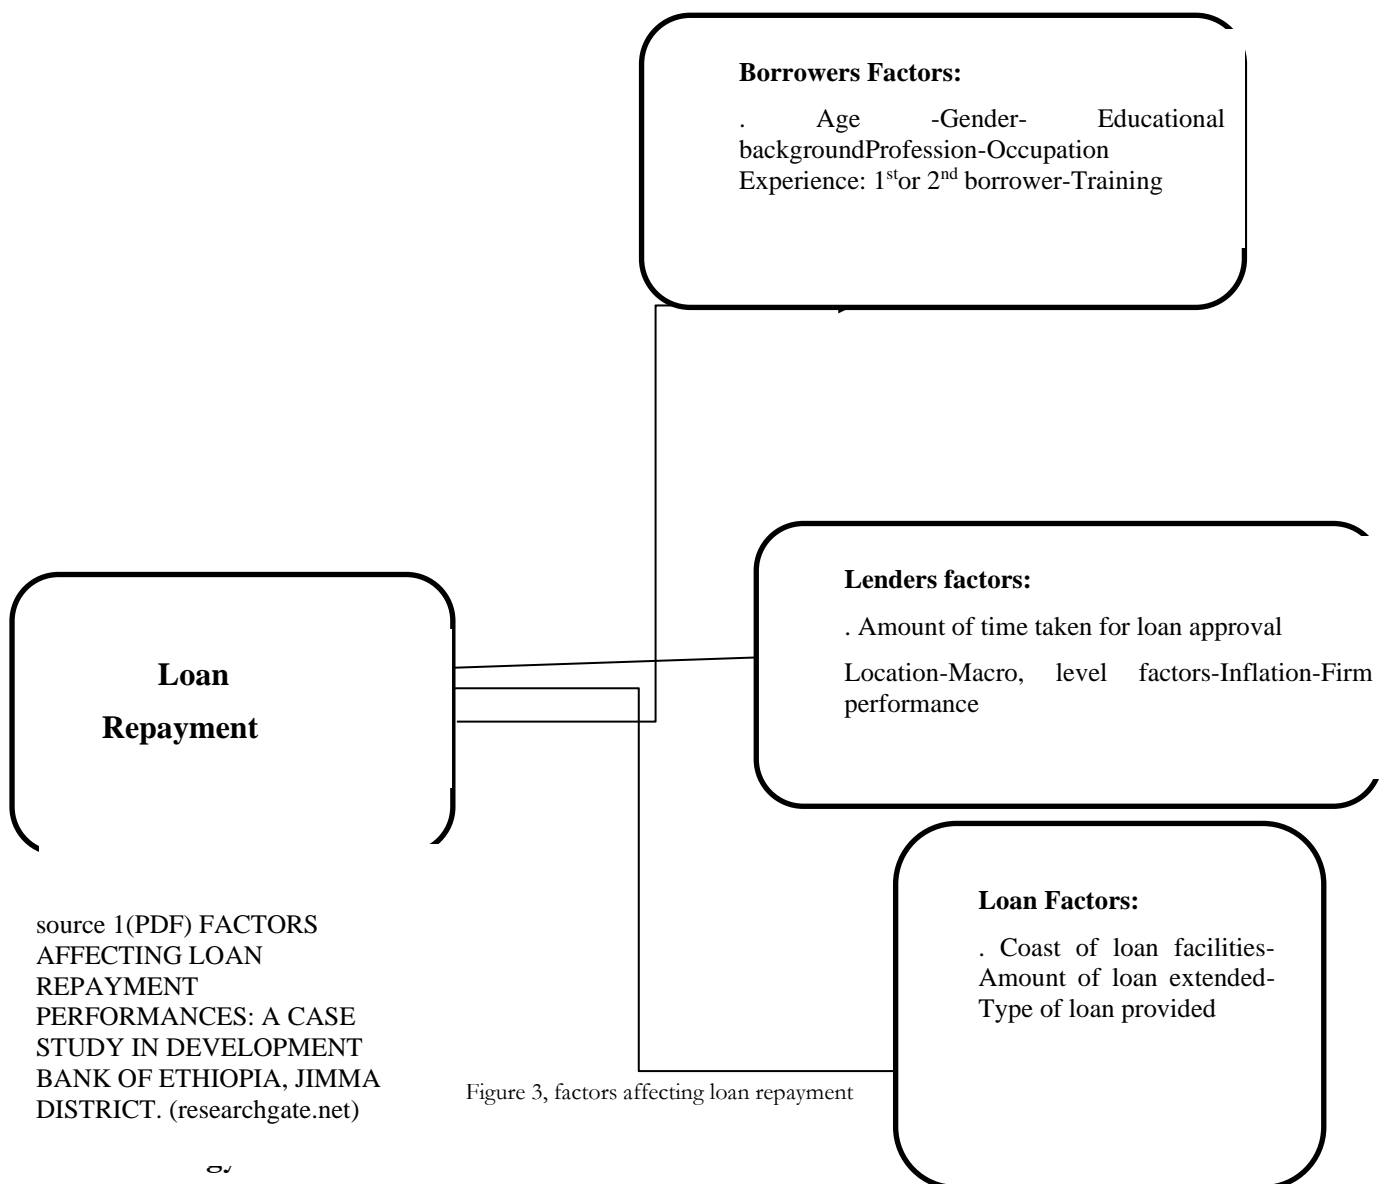 Borrowers Factors:
. Age -Gender- Educational
backgroundProfession-Occupation
Experience: 1stor 2nd borrower-Training
Lenders factors:
. Amount of time taken for loan approval
Location-Macro, level factors-Inflation-Firm
performance
Loan
Repayment
Loan Factors:
. Coast of loan facilities-
Amount of loan extended-
Type of loan provided
source 1(PDF) FACTORS
AFFECTING LOAN
REPAYMENT
PERFORMANCES: A CASE
STUDY IN DEVELOPMENT
BANK OF ETHIOPIA, JIMMA
DISTRICT. (researchgate.net)
Figure 3, factors affecting loan repayment